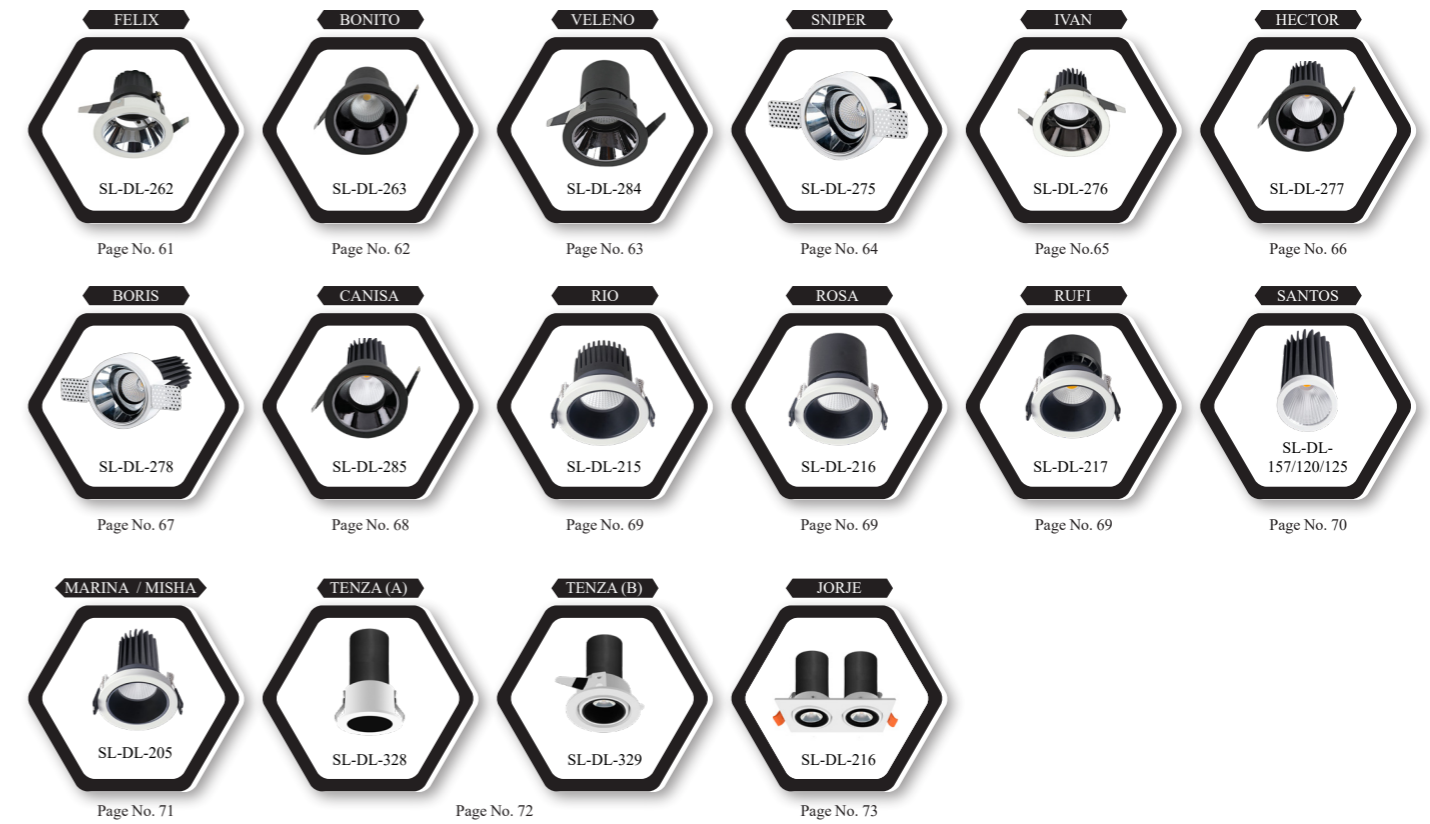 FELIX
BONITO
VELENO
SNIPER
IVAN
HECTOR
SL-DL-262
SL-DL-263
SL-DL-284
SL-DL-275
SL-DL-276
SL-DL-277
Page No. 61
Page No. 62
Page No. 63
Page No. 64
Page No.65
Page No. 66
BORIS
CANISA
RIO
ROSA
RUFI
SANTOS
SL-DL-278
SL-DL-285
SL-DL-215
SL-DL-216
SL-DL-217
SL-DL-
157/120/125
Page No. 67
Page No. 68
Page No. 69
Page No. 69
Page No. 69
Page No. 70
MARINA / MISHA
TENZA (A)
TENZA (B)
JORJE
SL-DL-205
SL-DL-328
SL-DL-329
SL-DL-216
Page No. 71
Page No. 72
Page No. 73